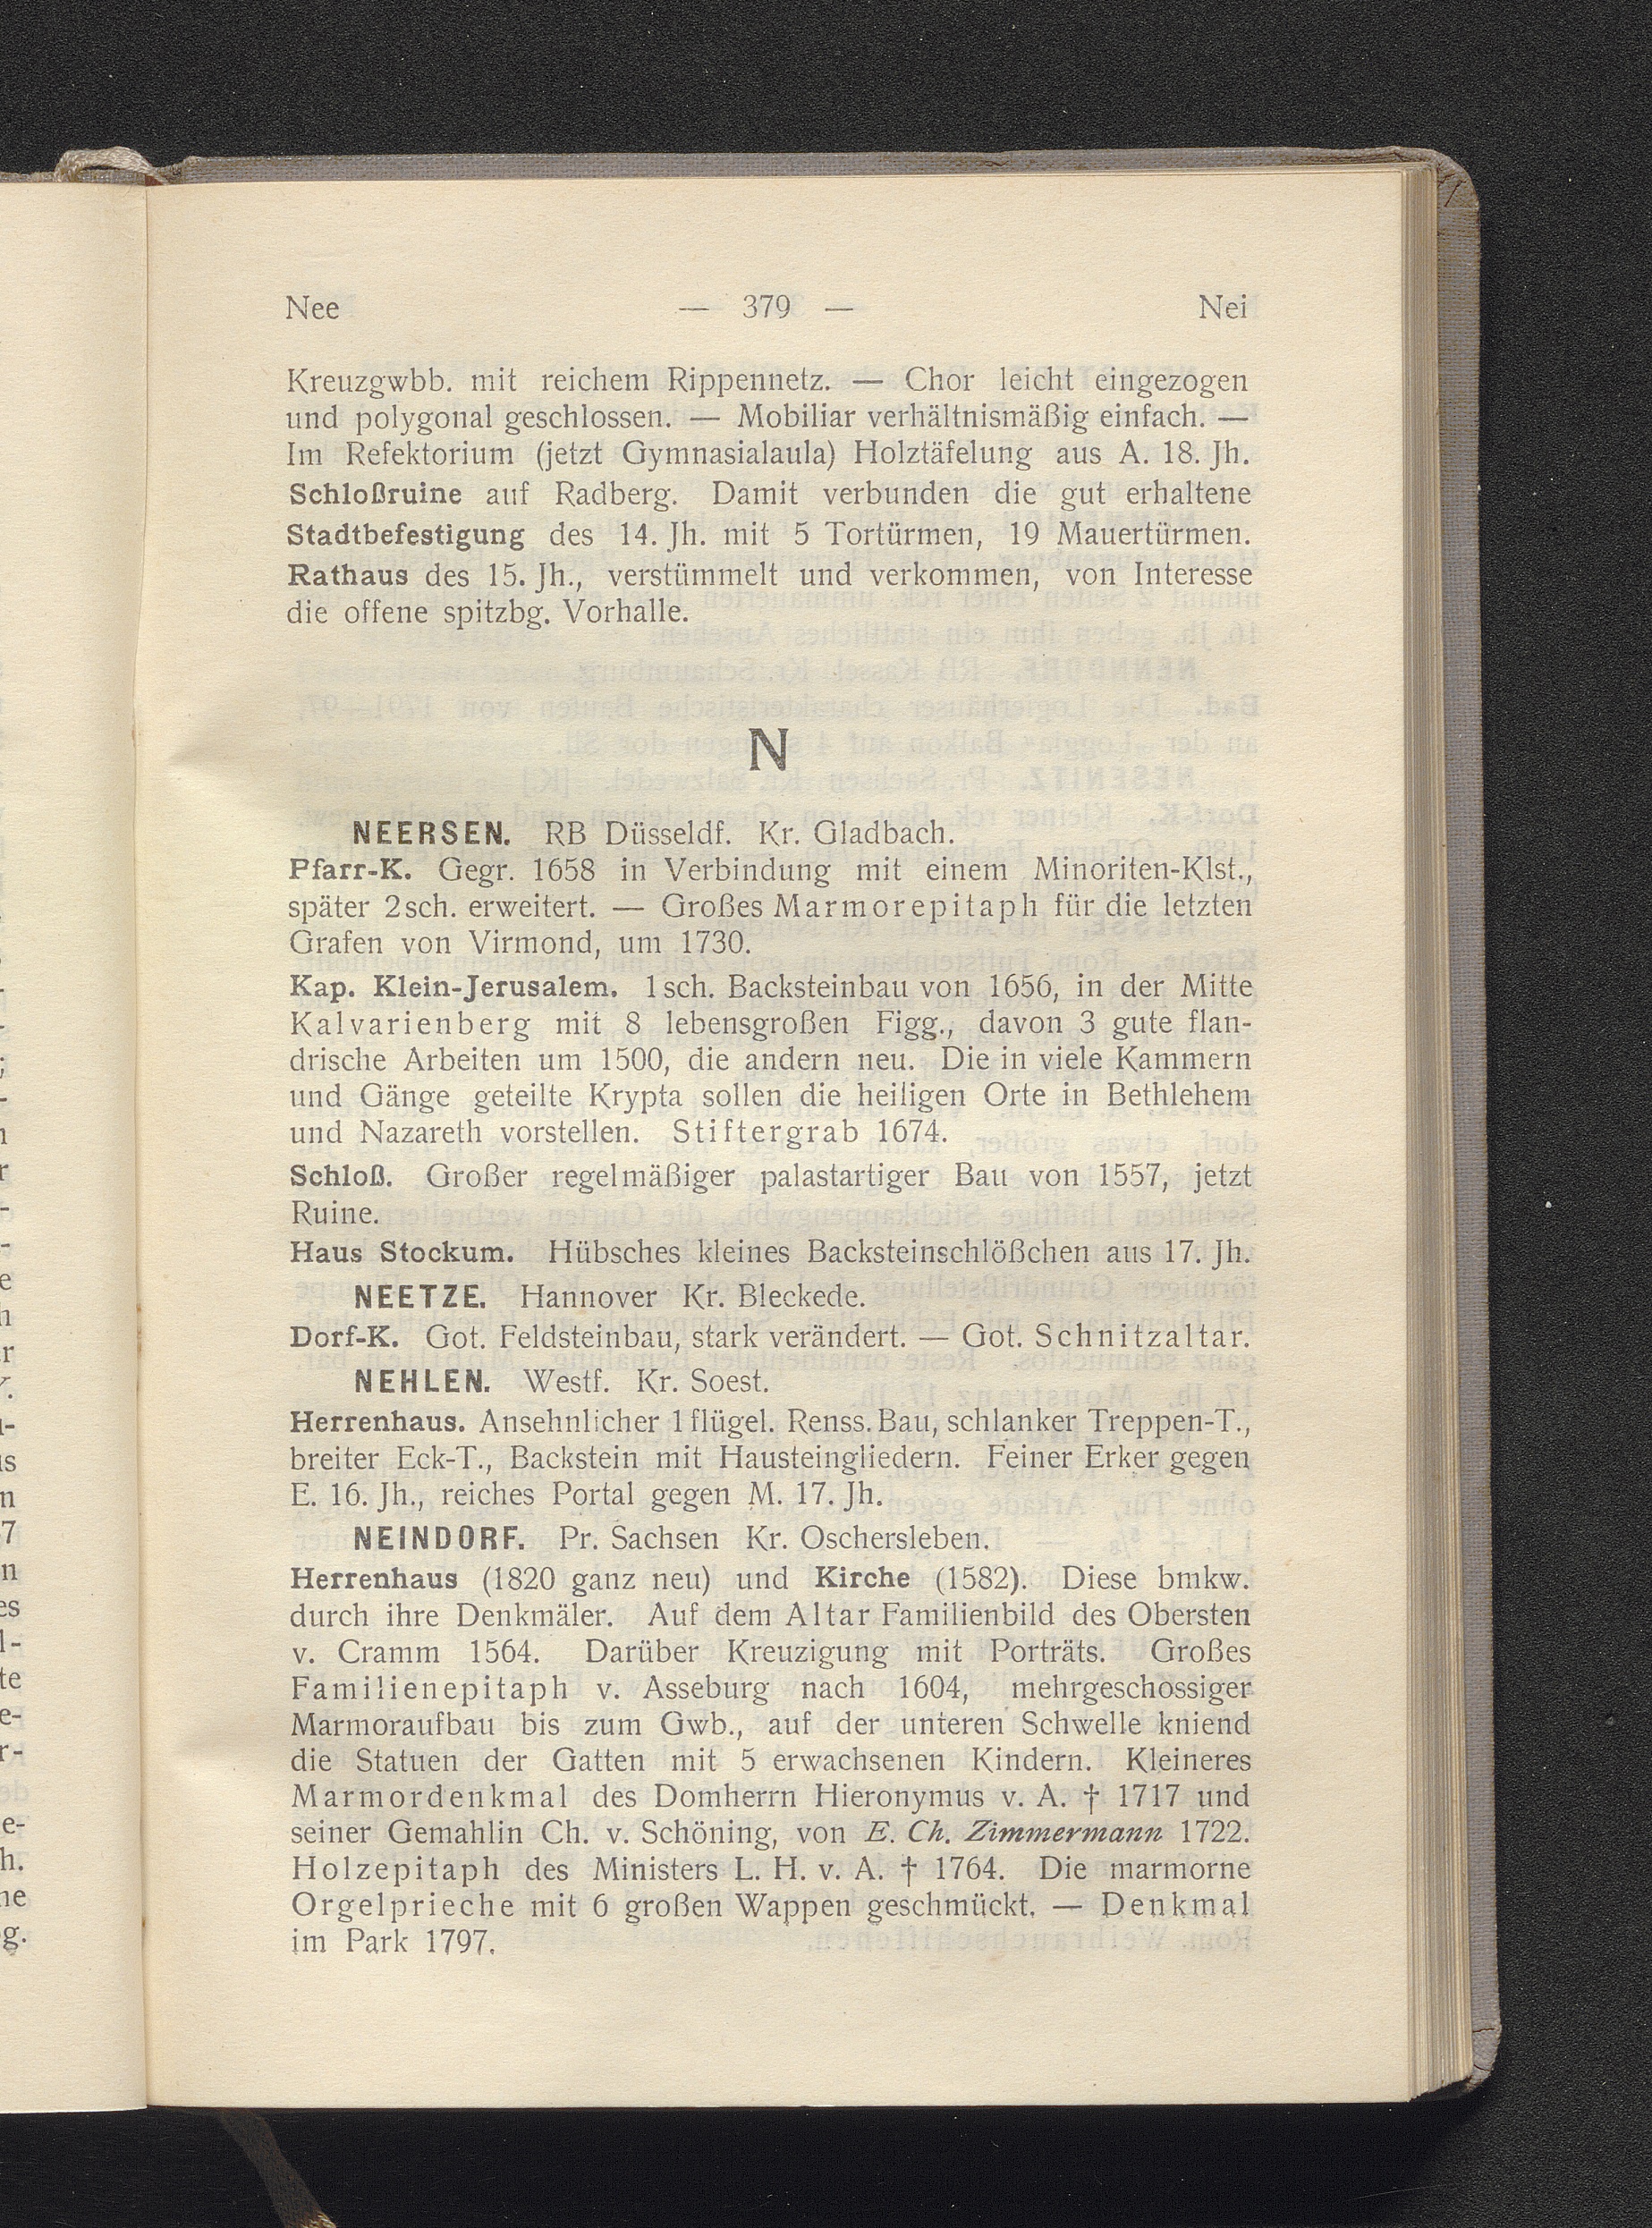 Nee — 379 — Nei
Kreuzgwbb. mit reichem Rippennetz. — Chor leicht eingezogen
und polygonal geschlossen. — Mobiliar verhältnismäßig einfach. —
Im Refektorium (jetzt Gymnasialaula) Holztäfelung aus A. 18. Jh.
Schloßruine auf Radberg. Damit verbunden die gut erhaltene
Stadtbefestigung des 14. Jh. mit 5 Tortürmen, 19 Mauertürmen.
Rathaus des 15. Jh., verstümmelt und verkommen, von Interesse
die offene spitzbg. Vorhalle.
N
NEERSEN. RB Düsseldf. Kr. Gladbach.
Pfarr-K. Gegr. 1658 in Verbindung mit einem Minoriten-Klst.,
später 2sch. erweitert. — Großes Marmorepitaph für die letzten
Grafen von Virmond, um 1730.
Kap. Klein-Jerusalem. 1sch. Backsteinbau von 1656, in der Mitte
Kalvarienberg mit 8 lebensgroßen Figg., davon 3 gute flan-
drische Arbeiten um 1500, die andern neu. Die in viele Kammern
und Gänge geteilte Krypta sollen die heiligen Orte in Bethlehem
und Nazareth vorstellen. Stiftergrab 1674.
Schloß. Großer regelmäßiger palastartiger Bau von 1557, jetzt
Ruine.
Haus Stockum. Hübsches kleines Backsteinschlößchen aus 17. Jh.
NEETZE. Hannover Kr. Bleckede.
Dorf-K. Got. Feldsteinbau, stark verändert. — Got. Schnitzaltar.
NEHLEN. Westf. Kr. Soest.
Herrenhaus. Ansehnlicher 1flügel. Renss. Bau, schlanker Treppen-T.,
breiter Eck-T., Backstein mit Hausteingliedern. Feiner Erker gegen
E. 16. Jh., reiches Portal gegen M. 17. Jh.
NEINDORF. Pr. Sachsen Kr. Oschersleben.
Herrenhaus (1820 ganz neu) und Kirche (1582). Diese bmkw.
durch ihre Denkmäler. Auf dem Altar Familienbild des Obersten
v. Cramm 1564. Darüber Kreuzigung mit Porträts. Großes
Familienepitaph v. Asseburg nach 1604, mehrgeschossiger
Marmoraufbau bis zum Gwb., auf der unteren Schwelle kniend
die Statuen der Gatten mit 5 erwachsenen Kindern. Kleineres
Marmordenkmal des Domherrn Hieronymus v. A. † 1717 und
seiner Gemahlin Ch. v. Schöning, von E. Ch. Zimmermann 1722.
Holzepitaph des Ministers L. H. v. A. † 1764. Die marmorne
Orgelprieche mit 6 großen Wappen geschmückt. — Denkmal
im Park 1797.